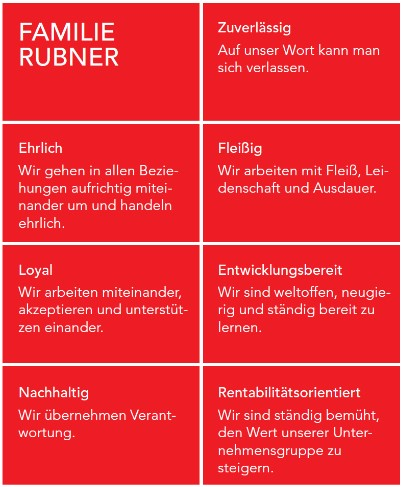 FAMILIE
RUBNER
Zuverlässig
Auf unser Wort kann man
sich verlassen.
Ehrlich
Wir gehen in allen Bezie-
hungen aufrichtig mitei-
nander um und handeln
ehrlich.
Fleißig
Wir arbeiten mit Fleiß, Lei-
denschaft und Ausdauer.
Loyal
Wir arbeiten miteinander,
akzeptieren und unterstüt-
zen einander.
Entwicklungsbereit
Wir sind weltoffen, neugie-
rig und ständig bereit zu
lernen.
Nachhaltig
Wir übernehmen Verant-
wortung.
Rentabilitätsorientiert
Wir sind ständig bemüht,
den Wert unserer Unter-
nehmensgruppe zu
steigern.